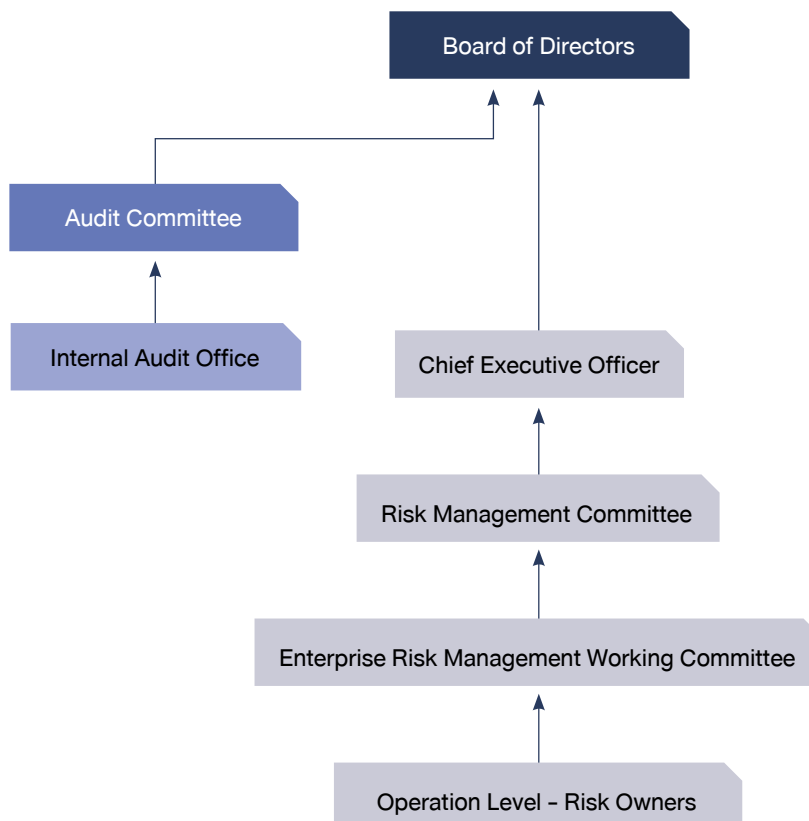 Board of Directors
Audit Committee
Internal Audit Office
Chief Executive Officer
Risk Management Committee
Enterprise Risk Management Working Committee
Operation Level – Risk Owners